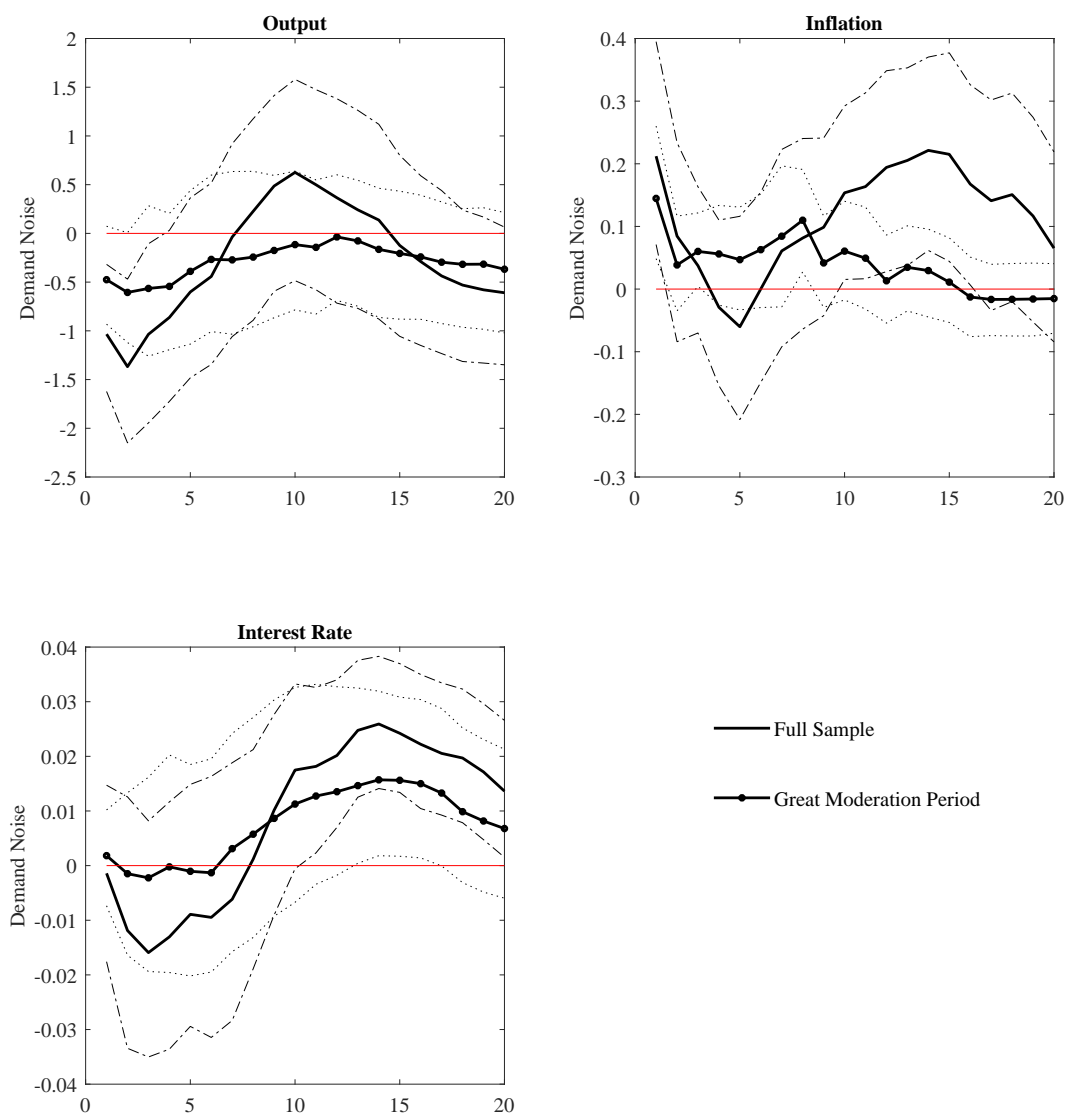 Output
2
1.5
1
0.5
0
-0.5
-1
-1.5
-2
-2.5
Demand Noise
0 5 10 15 20
Inflation
0.4
0.3
0.2
0.1
0
-0.1
-0.2
-0.3
Demand Noise
0 5 10 15 20
Interest Rate
0.04
0.03
0.02
0.01
0
-0.01
-0.02
-0.03
-0.04
Demand Noise
0 5 10 15 20
Full Sample
Great Moderation Period